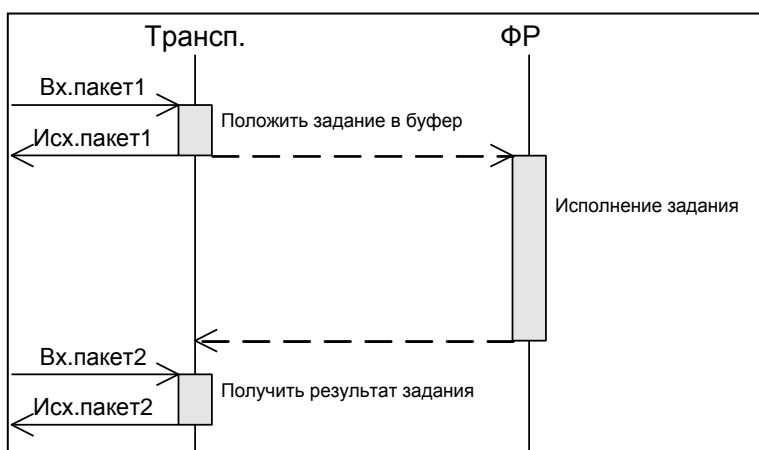 Трансп.
ФР
Вх.пакет1
Положить задание в буфер
Исх.пакет1
Исполнение задания
Вх.пакет2
Получить результат задания
Исх.пакет2